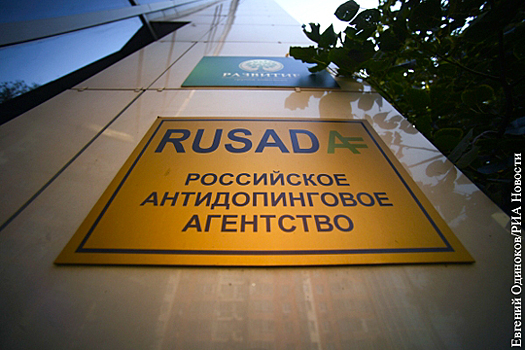 РАЗВИТИЕ
RUSADA
РОССИЙСКОЕ
АНТИДОПИНГОВОЕ
АГЕНТСТВО
Евгений Одиноков/РИА Новости